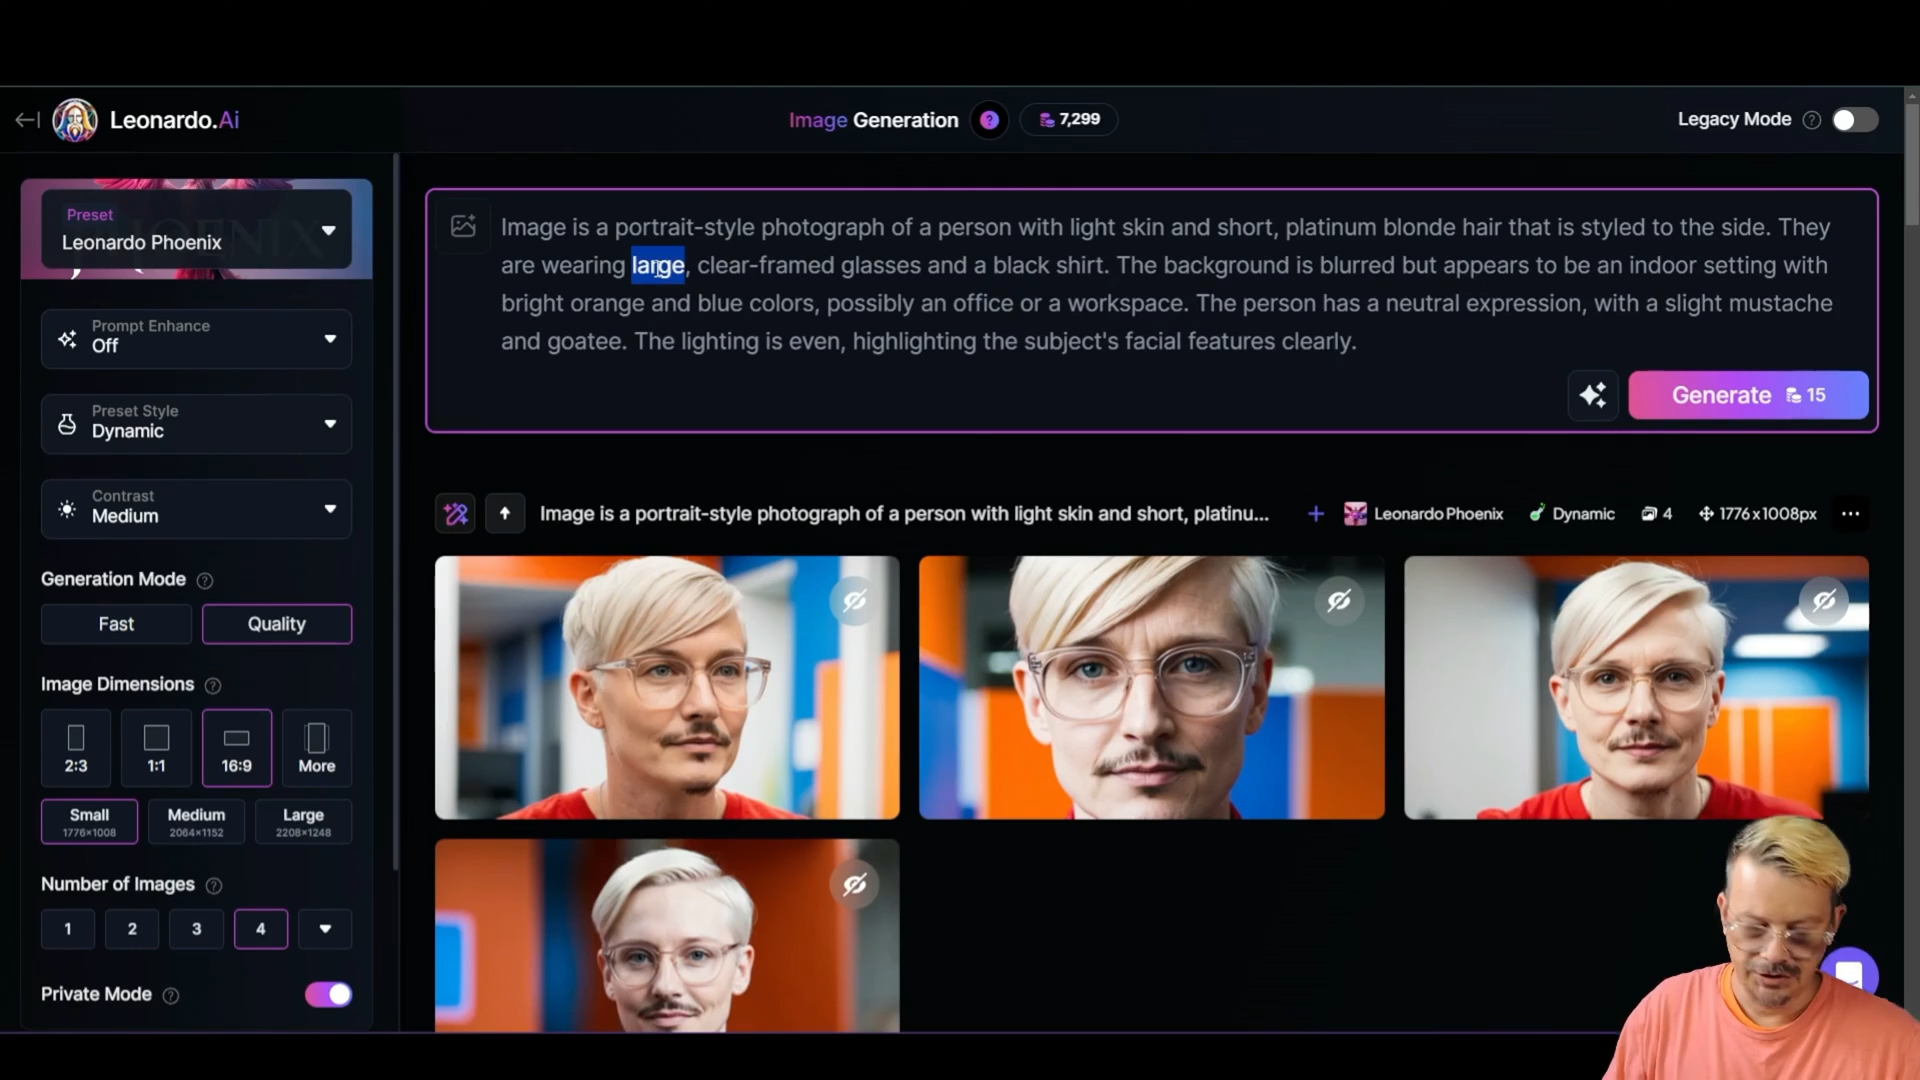 Leonardo.Ai
Image Generation
?
7,299
Legacy Mode ?
Preset
Leonardo Phoenix
Prompt Enhance
Off
Preset Style
Dynamic
Contrast
Medium
Generation Mode ?
Fast
Quality
Image Dimensions ?
2:3
1:1
16:9
More
Small
1776×1008
Medium
2064×1152
Large
2208×1248
Number of Images ?
1
2
3
4
Private Mode ?
Image is a portrait-style photograph of a person with light skin and short, platinum blonde hair that is styled to the side. They
are wearing large, clear-framed glasses and a black shirt. The background is blurred but appears to be an indoor setting with
bright orange and blue colors, possibly an office or a workspace. The person has a neutral expression, with a slight mustache
and goatee. The lighting is even, highlighting the subject's facial features clearly.
Generate 15
Image is a portrait-style photograph of a person with light skin and short, platinu...
Leonardo Phoenix
Dynamic
4
1776x1008px